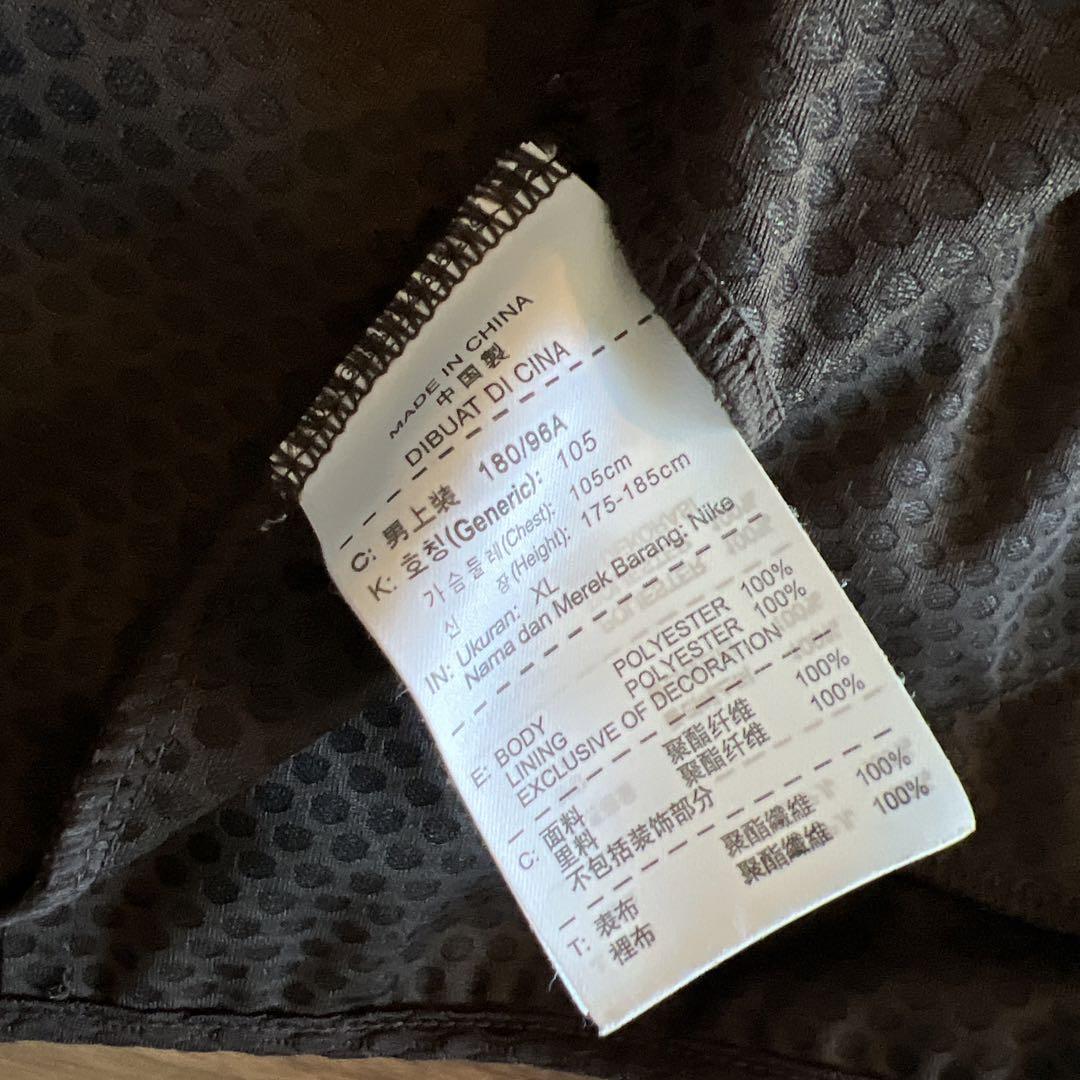 MADE IN CHINA
中国製
DIBUAT DI CINA
C: 男上装 180/96A
K: 호칭(Generic): 105
가슴둘레(Chest): 105cm
신 장(Height): 175-185cm
IN: Ukuran: XL
Nama dan Merek Barang: Nike
E: BODY POLYESTER 100%
LINING POLYESTER 100%
EXCLUSIVE OF DECORATION
C: 面料 聚酯纤维 100%
里料 聚酯纤维 100%
不包括装饰部分
T: 表布 聚酯纖維 100%
裡布 聚酯纖維 100%